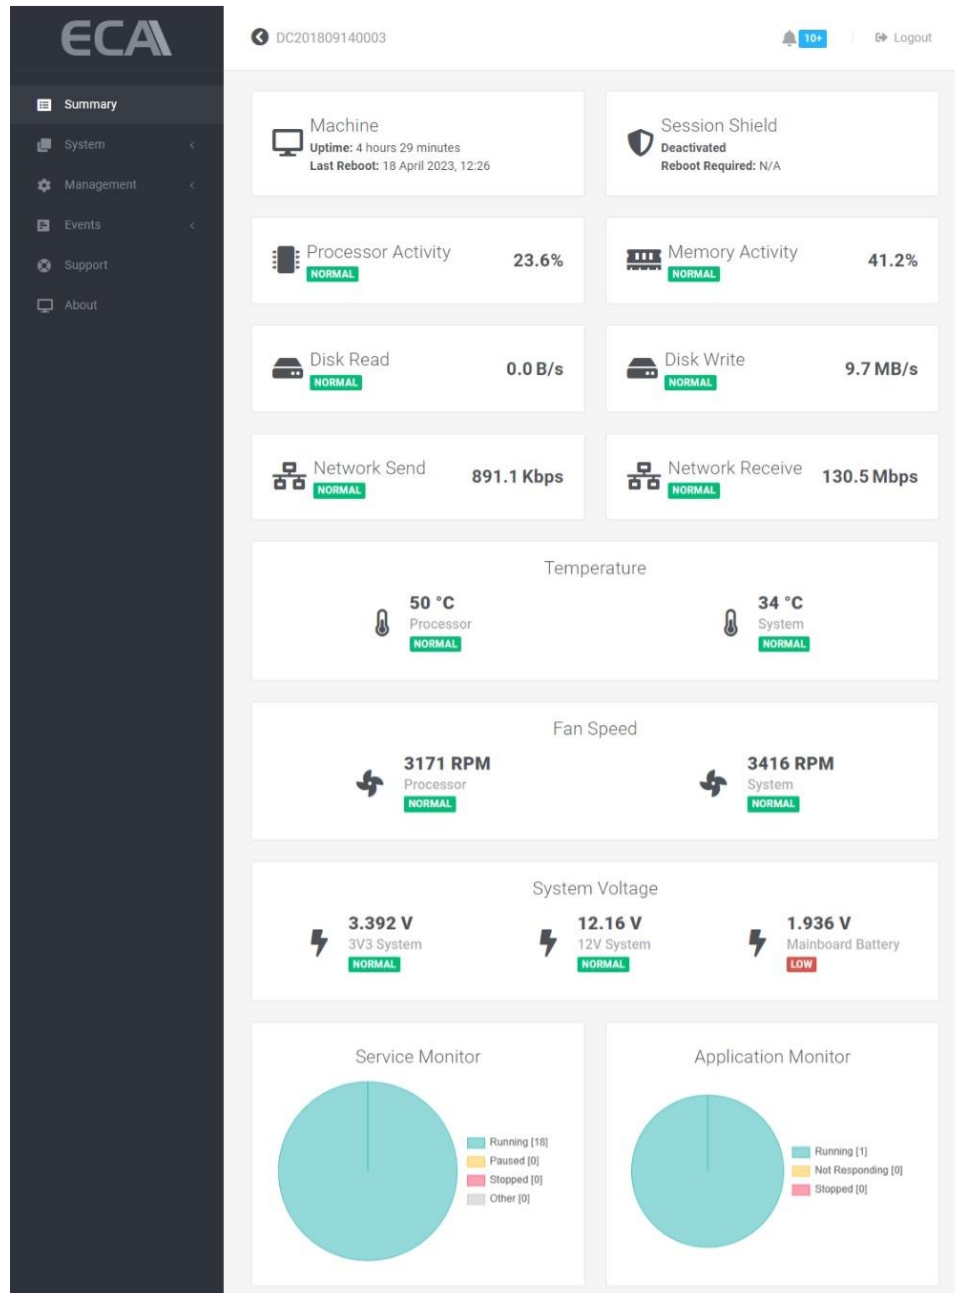 ECA
DC201809140003
10+
Logout
Summary
System
Management
Events
Support
About
Machine
Uptime: 4 hours 29 minutes
Last Reboot: 18 April 2023, 12:26
Session Shield
Deactivated
Reboot Required: N/A
Processor Activity
NORMAL
23.6%
Memory Activity
NORMAL
41.2%
Disk Read
NORMAL
0.0 B/s
Disk Write
NORMAL
9.7 MB/s
Network Send
NORMAL
891.1 Kbps
Network Receive
NORMAL
130.5 Mbps
Temperature
50 °C
Processor
NORMAL
34 °C
System
NORMAL
Fan Speed
3171 RPM
Processor
NORMAL
3416 RPM
System
NORMAL
System Voltage
3.392 V
3V3 System
NORMAL
12.16 V
12V System
NORMAL
1.936 V
Mainboard Battery
LOW
Service Monitor
Running [18]
Paused [0]
Stopped [0]
Other [0]
Application Monitor
Running [1]
Not Responding [0]
Stopped [0]